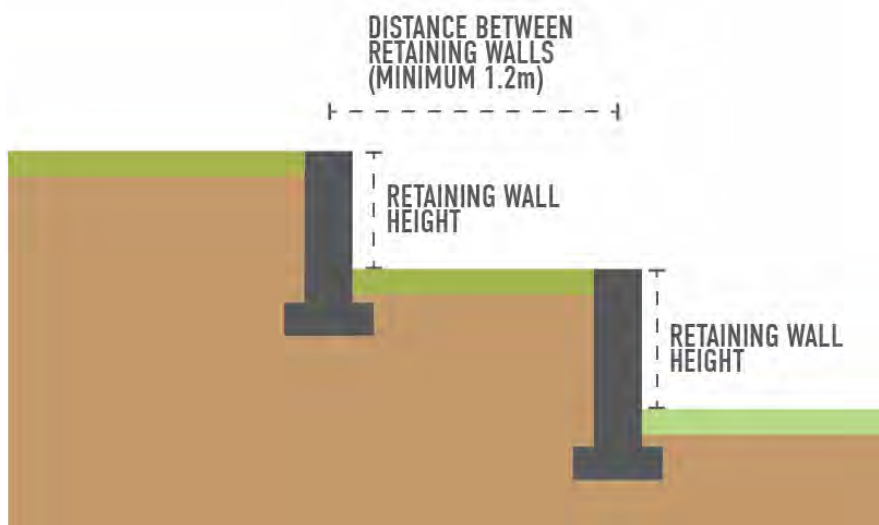 DISTANCE BETWEEN
RETAINING WALLS
(MINIMUM 1.2m)
RETAINING WALL
HEIGHT
RETAINING WALL
HEIGHT